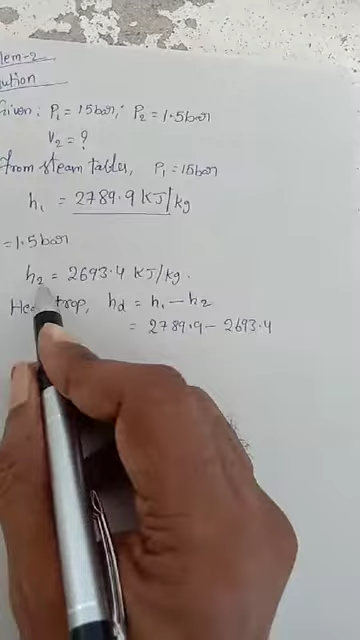 lem-2
ution
Given: P₁ = 15bar; P₂ = 1.5bar
V₂ = ?
From steam tables, P₁ = 15bar
h₁ = 2789.9 KJ/kg
= 1.5bar
h₂ = 2693.4 KJ/kg.
drop, hd = h₁ - h₂
= 2789.9 - 2693.4